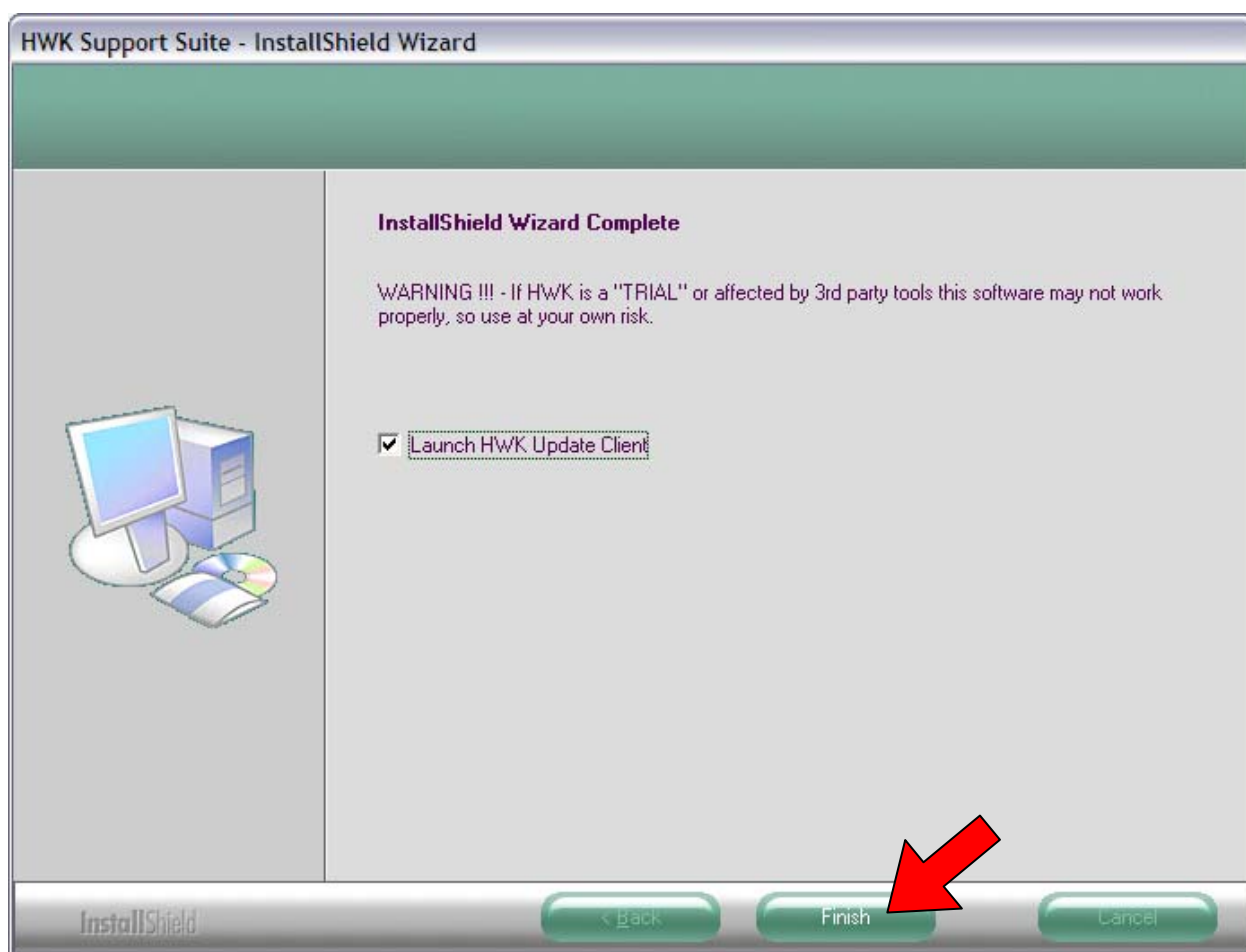 HWK Support Suite - InstallShield Wizard
InstallShield Wizard Complete
WARNING !!! - If HWK is a "TRIAL" or affected by 3rd party tools this software may not work
properly, so use at your own risk.
Launch HWK Update Client
InstallShield
< Back
Finish
Cancel